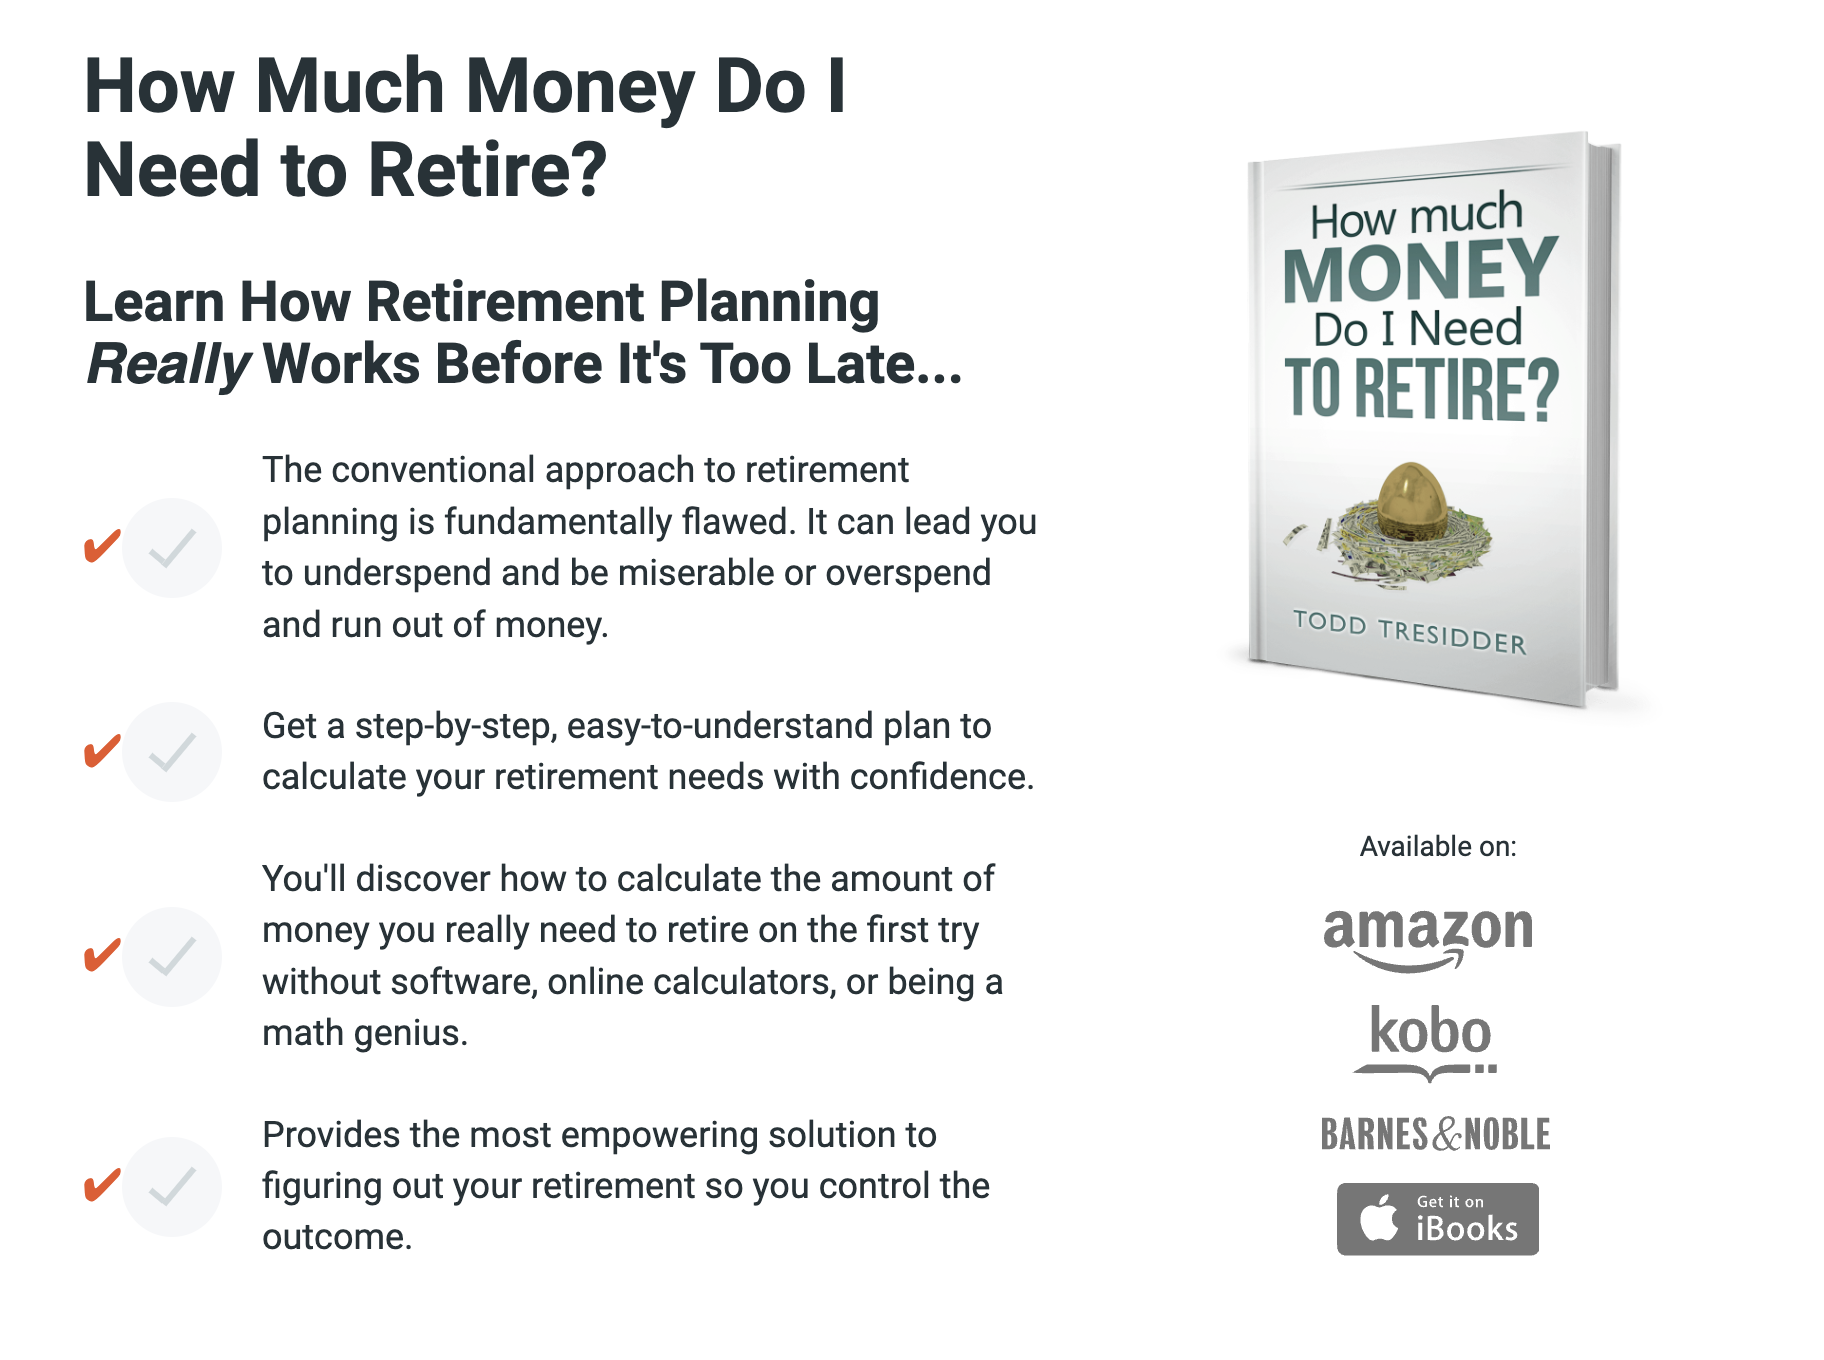 How Much Money Do I
Need to Retire?
Learn How Retirement Planning
Really Works Before It's Too Late...
The conventional approach to retirement
planning is fundamentally flawed. It can lead you
to underspend and be miserable or overspend
and run out of money.
Get a step-by-step, easy-to-understand plan to
calculate your retirement needs with confidence.
You'll discover how to calculate the amount of
money you really need to retire on the first try
without software, online calculators, or being a
math genius.
Provides the most empowering solution to
figuring out your retirement so you control the
outcome.
How much
MONEY
Do I Need
TO RETIRE?
TODD TRESIDDER
Available on:
amazon
kobo
BARNES&NOBLE
Get it on
iBooks